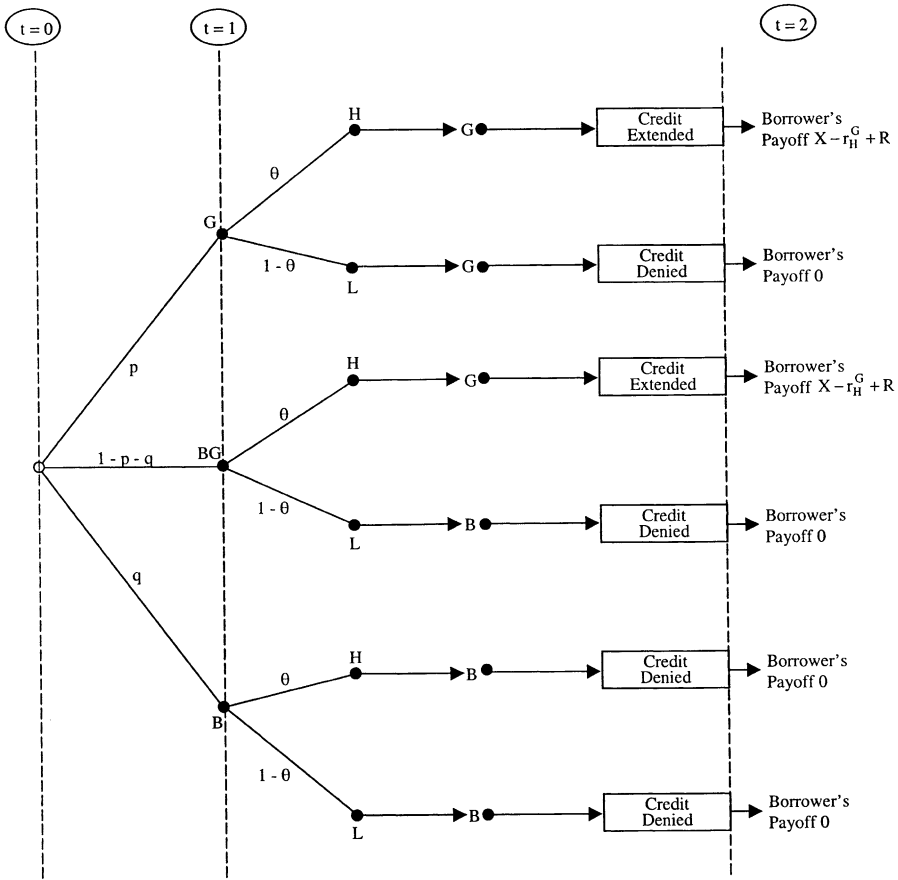 t = 0
t = 1
t = 2
H
G
Credit
Extended
Borrower's
Payoff X − r_H^G + R
θ
G
1 - θ
L
G
Credit
Denied
Borrower's
Payoff 0
p
H
G
Credit
Extended
Borrower's
Payoff X − r_H^G + R
θ
1 - p - q
BG
1 - θ
L
B
Credit
Denied
Borrower's
Payoff 0
q
H
B
Credit
Denied
Borrower's
Payoff 0
θ
B
1 - θ
L
B
Credit
Denied
Borrower's
Payoff 0